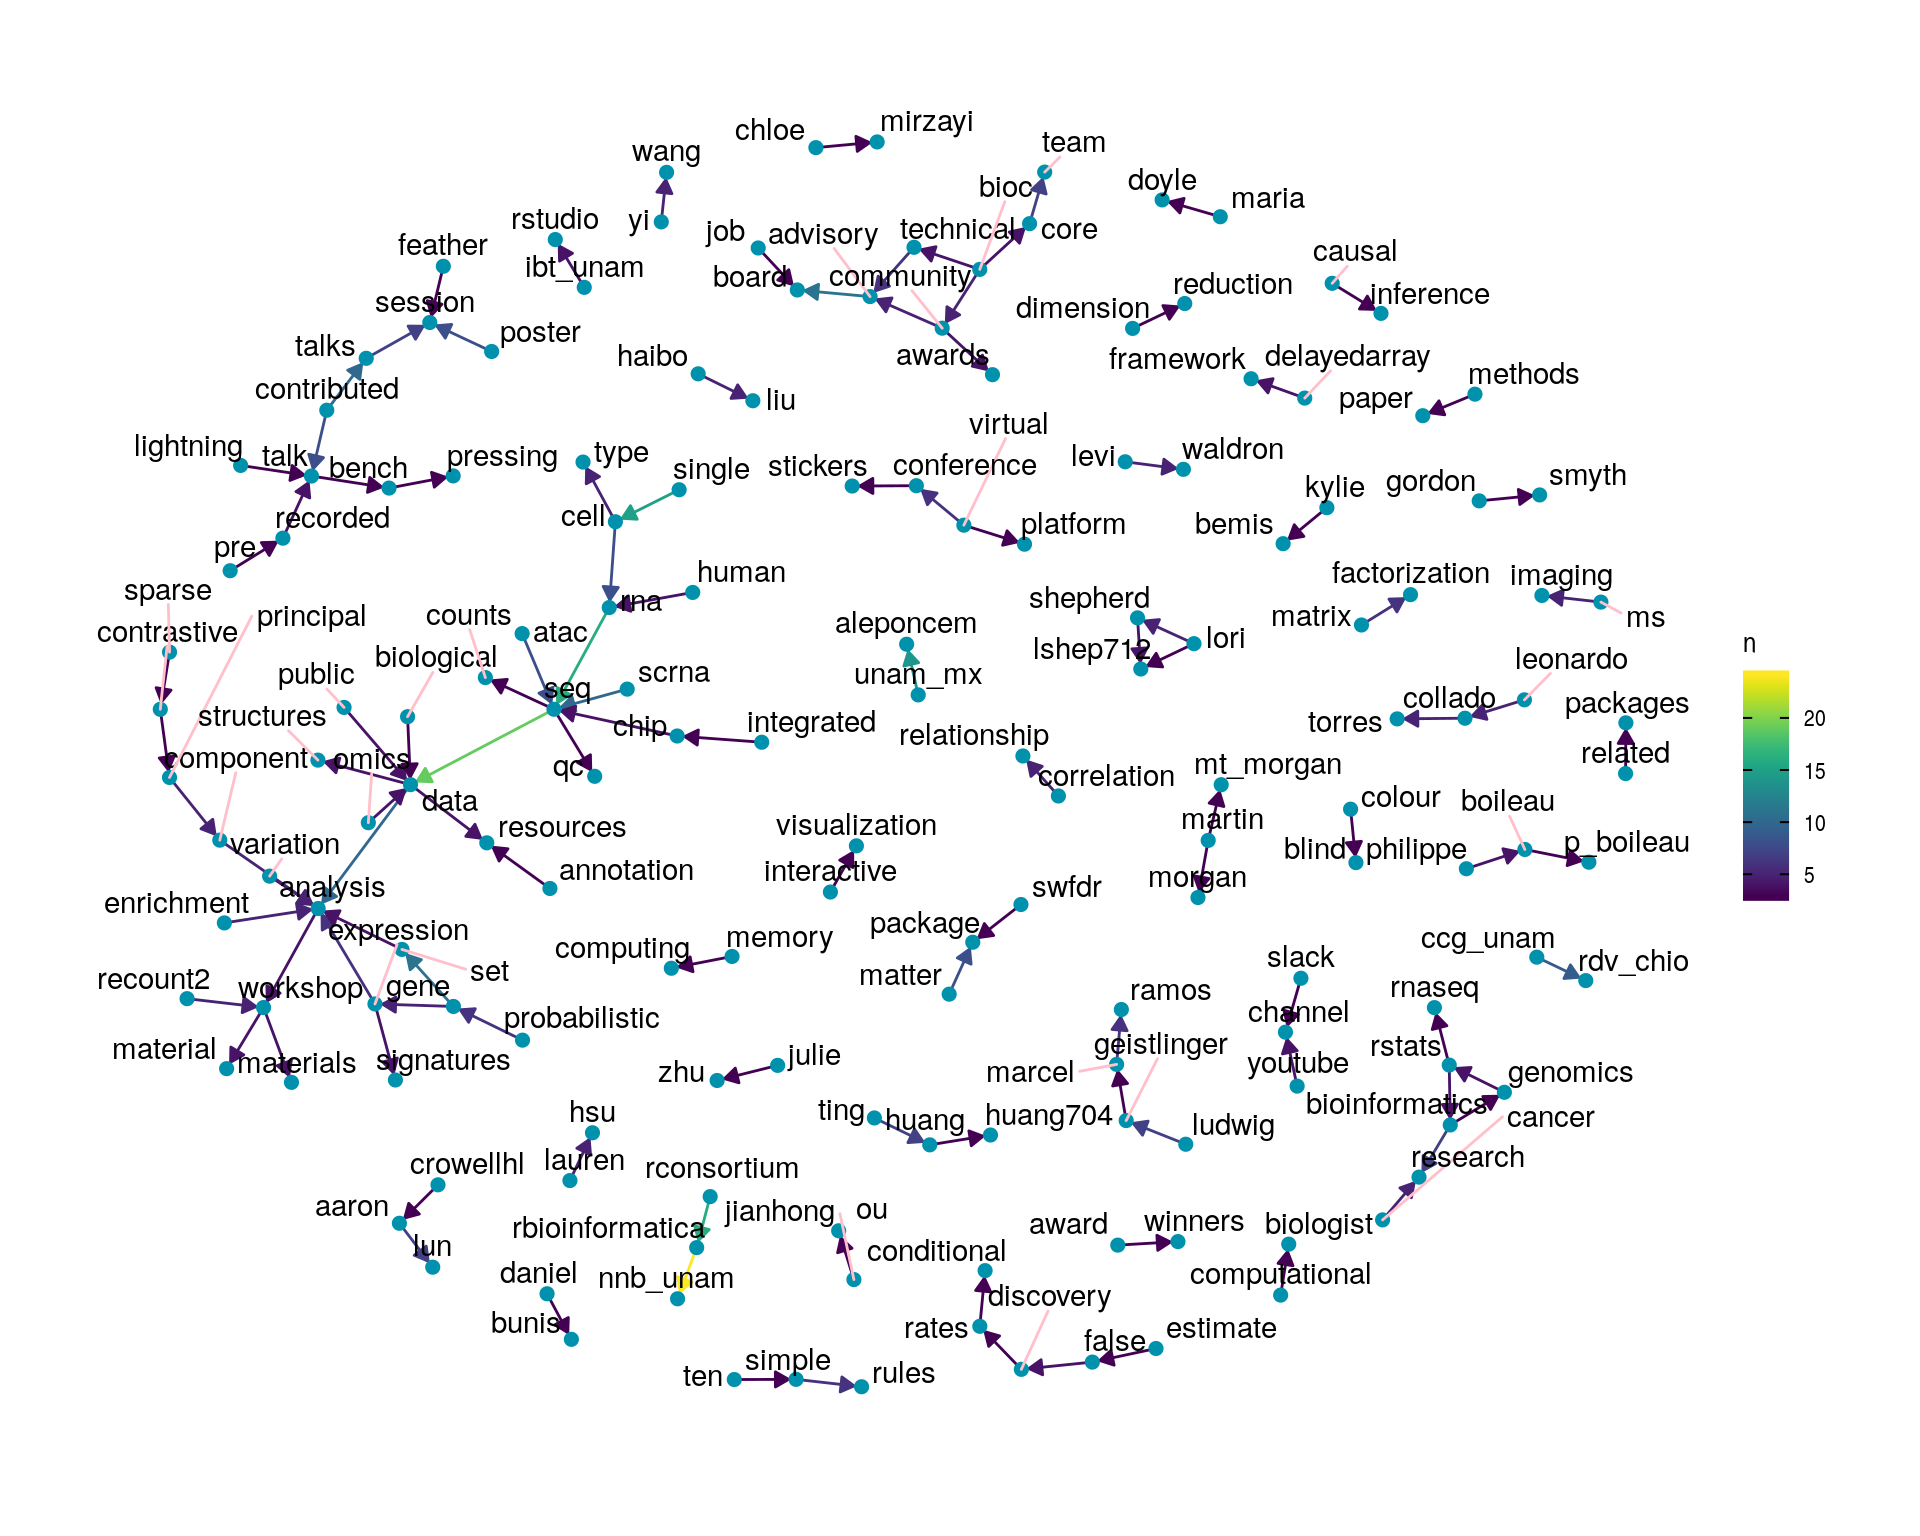 chloe
mirzayi
team
wang
bioc
doyle
maria
rstudio
yi
job
advisory
technical
core
feather
causal
ibt_unam
board
community
reduction
inference
session
dimension
poster
talks
haibo
awards
framework
delayedarray
methods
contributed
liu
paper
virtual
lightning
talk
bench
pressing
type
single
stickers
conference
levi
waldron
kylie
gordon
smyth
recorded
cell
platform
bemis
pre
sparse
human
factorization
imaging
principal
counts
rna
shepherd
matrix
ms
contrastive
atac
aleponcem
lori
n
biological
lshep712
leonardo
public
scrna
unam_mx
seq
collado
packages
structures
chip
integrated
torres
20
relationship
related
component
omics
qc
mt_morgan
15
correlation
data
colour
boileau
resources
visualization
martin
10
variation
blind
philippe
p_boileau
annotation
interactive
morgan
5
analysis
swfdr
enrichment
expression
package
computing
memory
ccg_unam
set
slack
rdv_chio
recount2
workshop
gene
matter
ramos
rnaseq
probabilistic
channel
material
materials
signatures
geistlinger
rstats
julie
zhu
marcel
youtube
genomics
bioinformatics
hsu
ting
huang
huang704
ludwig
cancer
crowellhl
lauren
rconsortium
research
aaron
jianhong
ou
award
winners
biologist
rbioinformatica
lun
conditional
daniel
nnb_unam
computational
discovery
bunis
rates
false
estimate
ten
simple
rules